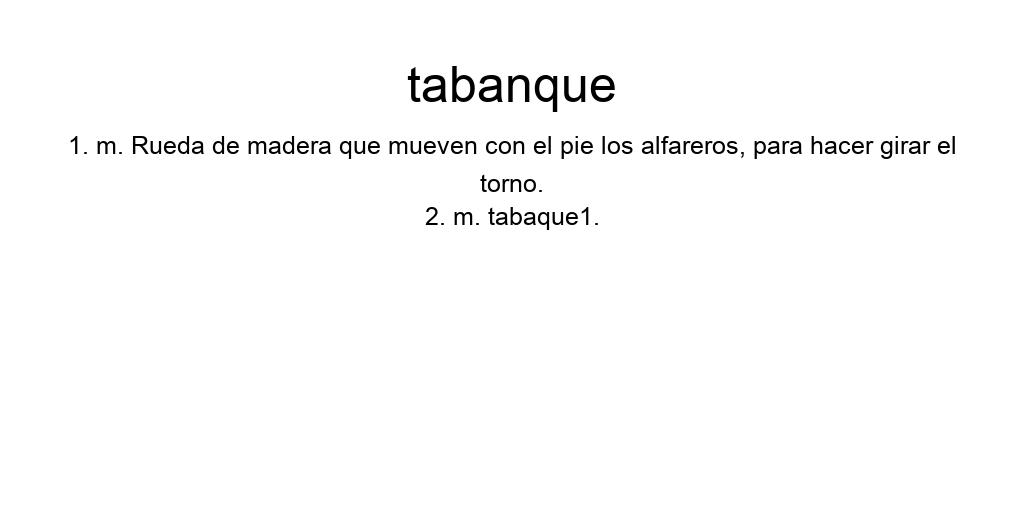 tabanque
1. m. Rueda de madera que mueven con el pie los alfareros, para hacer girar el
torno.
2. m. tabaque1.